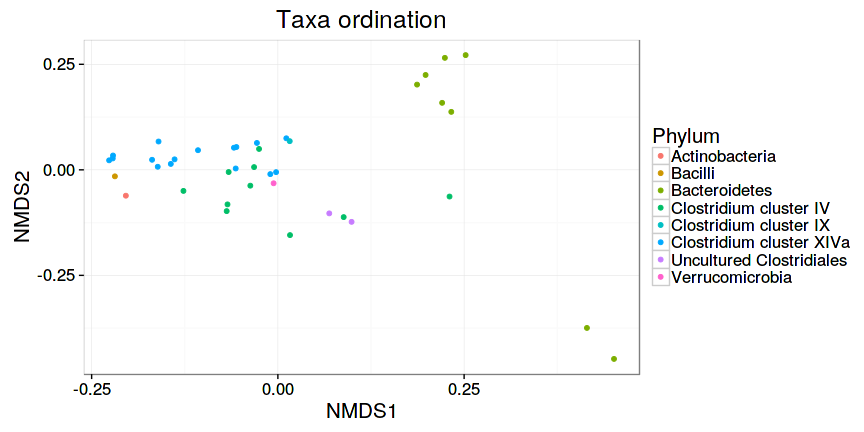 Taxa ordination
0.25
0.00
-0.25
NMDS2
-0.25
0.00
0.25
NMDS1
Phylum
Actinobacteria
Bacilli
Bacteroidetes
Clostridium cluster IV
Clostridium cluster IX
Clostridium cluster XIVa
Uncultured Clostridiales
Verrucomicrobia